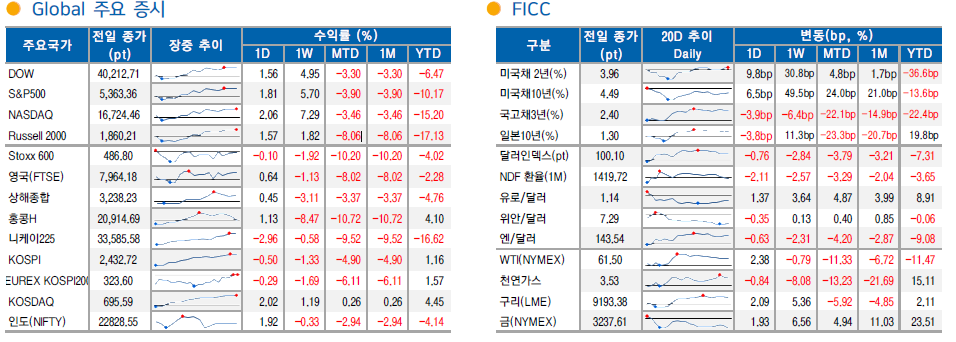 Global 주요 증시
주요국가 전일 종가 (pt) 장중 추이 수익률 (%)
1D 1W MTD 1M YTD
DOW 40,212.71 1.56 4.95 -3.30 -3.30 -6.47
S&P500 5,363.36 1.81 5.70 -3.90 -3.90 -10.17
NASDAQ 16,724.46 2.06 7.29 -3.46 -3.46 -15.20
Russell 2000 1,860.21 1.57 1.82 -8.06 -8.06 -17.13
Stoxx 600 486.80 -0.10 -1.92 -10.20 -10.20 -4.02
영국(FTSE) 7,964.18 0.64 -1.13 -8.02 -8.02 -2.28
상해종합 3,238.23 0.45 -3.11 -3.37 -3.37 -4.76
홍콩H 20,914.69 1.13 -8.47 -10.72 -10.72 4.10
니케이225 33,585.58 -2.96 -0.58 -9.52 -9.52 -16.62
KOSPI 2,432.72 -0.50 -1.33 -4.90 -4.90 1.16
EUREX KOSPI200 323.60 -0.29 -1.69 -6.11 -6.11 1.57
KOSDAQ 695.59 2.02 1.19 0.26 0.26 4.45
인도(NIFTY) 22828.55 1.92 -0.33 -2.94 -2.94 -4.14
FICC
구분 전일 종가 (pt) 20D 추이 Daily 변동(bp, %)
1D 1W MTD 1M YTD
미국채 2년(%) 3.96 9.8bp 30.8bp 4.8bp 1.7bp -36.6bp
미국채10년(%) 4.49 6.5bp 49.5bp 24.0bp 21.0bp -13.6bp
국고채3년(%) 2.40 -3.9bp -6.4bp -22.1bp -14.9bp -22.4bp
일본10년(%) 1.30 -3.8bp 11.3bp -23.3bp -20.7bp 19.8bp
달러인덱스(pt) 100.10 -0.76 -2.84 -3.79 -3.21 -7.31
NDF 환율(1M) 1419.72 -2.11 -2.57 -3.29 -2.04 -3.65
유로/달러 1.14 1.37 3.64 4.87 3.99 8.91
위안/달러 7.29 -0.35 0.13 0.40 0.85 -0.06
엔/달러 143.54 -0.63 -2.31 -4.20 -2.87 -9.08
WTI(NYMEX) 61.50 2.38 -0.79 -11.33 -6.72 -11.47
천연가스 3.53 -0.84 -8.08 -13.23 -21.69 15.11
구리(LME) 9193.38 2.09 5.36 -5.92 -4.85 2.11
금(NYMEX) 3237.61 1.93 6.56 4.94 11.03 23.51